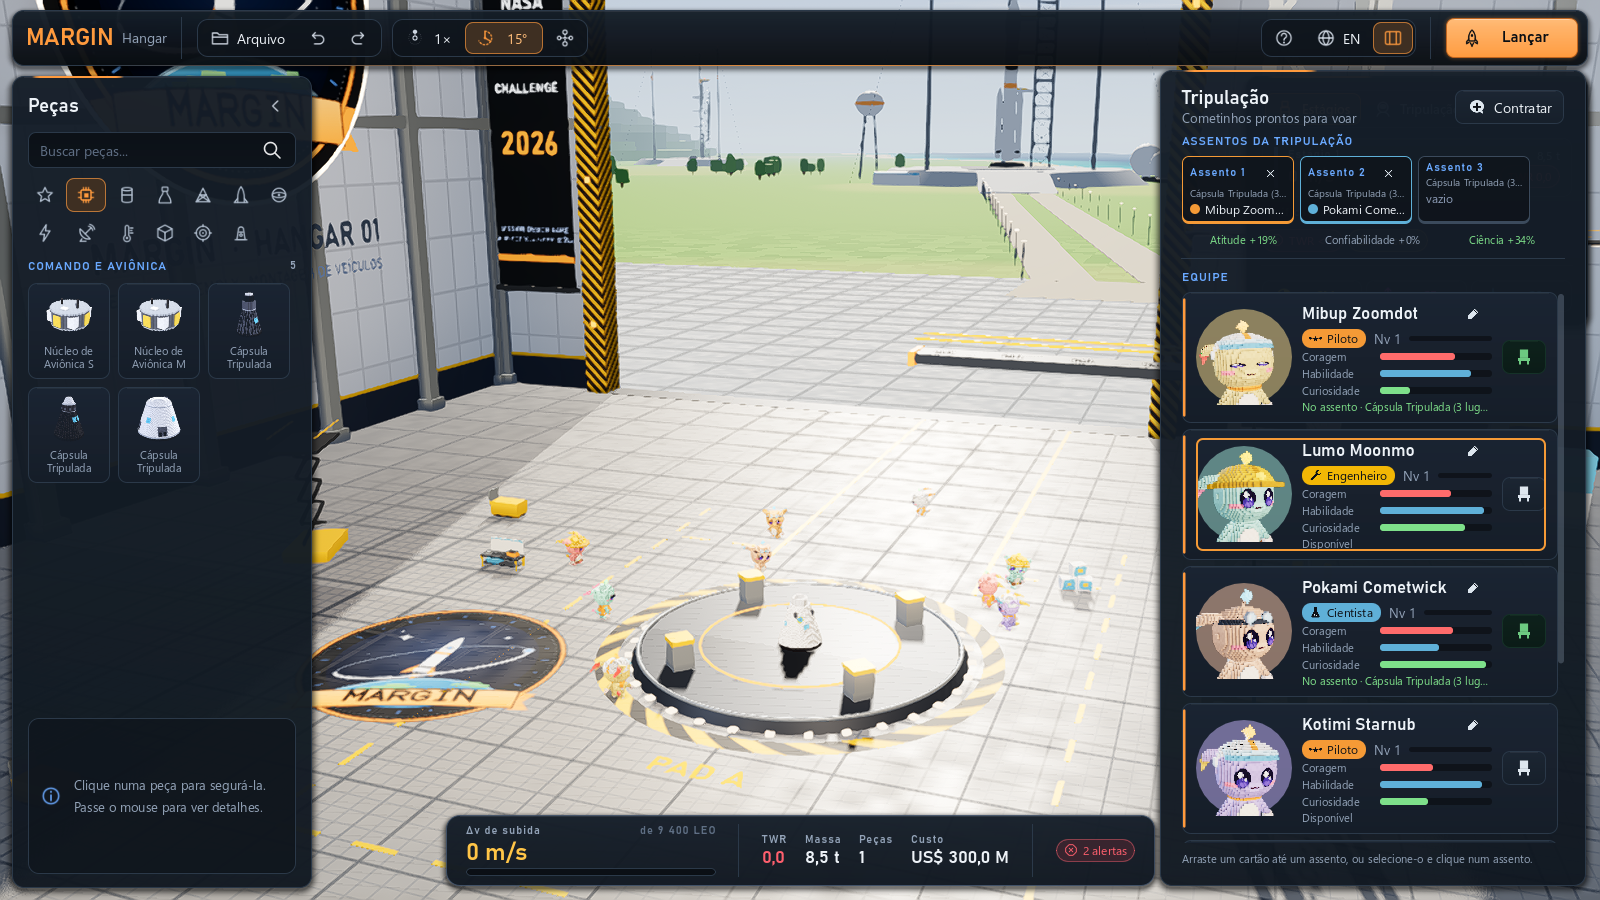 MARGIN Hangar
Arquivo
1×
15°
EN
Lançar
NASA
CHALLENGE
2026
HANGAR 01
DE VEÍCULOS
MARGIN
PAD A
Peças
Buscar peças...
COMANDO E AVIÔNICA 5
Núcleo de Aviônica S
Núcleo de Aviônica M
Cápsula Tripulada
Cápsula Tripulada
Cápsula Tripulada
Clique numa peça para segurá-la.
Passe o mouse para ver detalhes.
Δv de subida de 9 400 LEO
0 m/s
TWR Massa Peças Custo
0,0 8,5 t 1 US$ 300,0 M
2 alertas
Tripulação
Cometinhos prontos para voar
Contratar
ASSENTOS DA TRIPULAÇÃO
Assento 1
Cápsula Tripulada (3...
Mibup Zoom...
Assento 2
Cápsula Tripulada (3...
Pokami Come...
Assento 3
Cápsula Tripulada (3...
vazio
Atitude +19% Confiabilidade +0% Ciência +34%
EQUIPE
Mibup Zoomdot
Piloto Nv 1
Coragem
Habilidade
Curiosidade
No assento · Cápsula Tripulada (3 lug...
Lumo Moonmo
Engenheiro Nv 1
Coragem
Habilidade
Curiosidade
Disponível
Pokami Cometwick
Cientista Nv 1
Coragem
Habilidade
Curiosidade
No assento · Cápsula Tripulada (3 lug...
Kotimi Starnub
Piloto Nv 1
Coragem
Habilidade
Curiosidade
Disponível
Arraste um cartão até um assento, ou selecione-o e clique num assento.